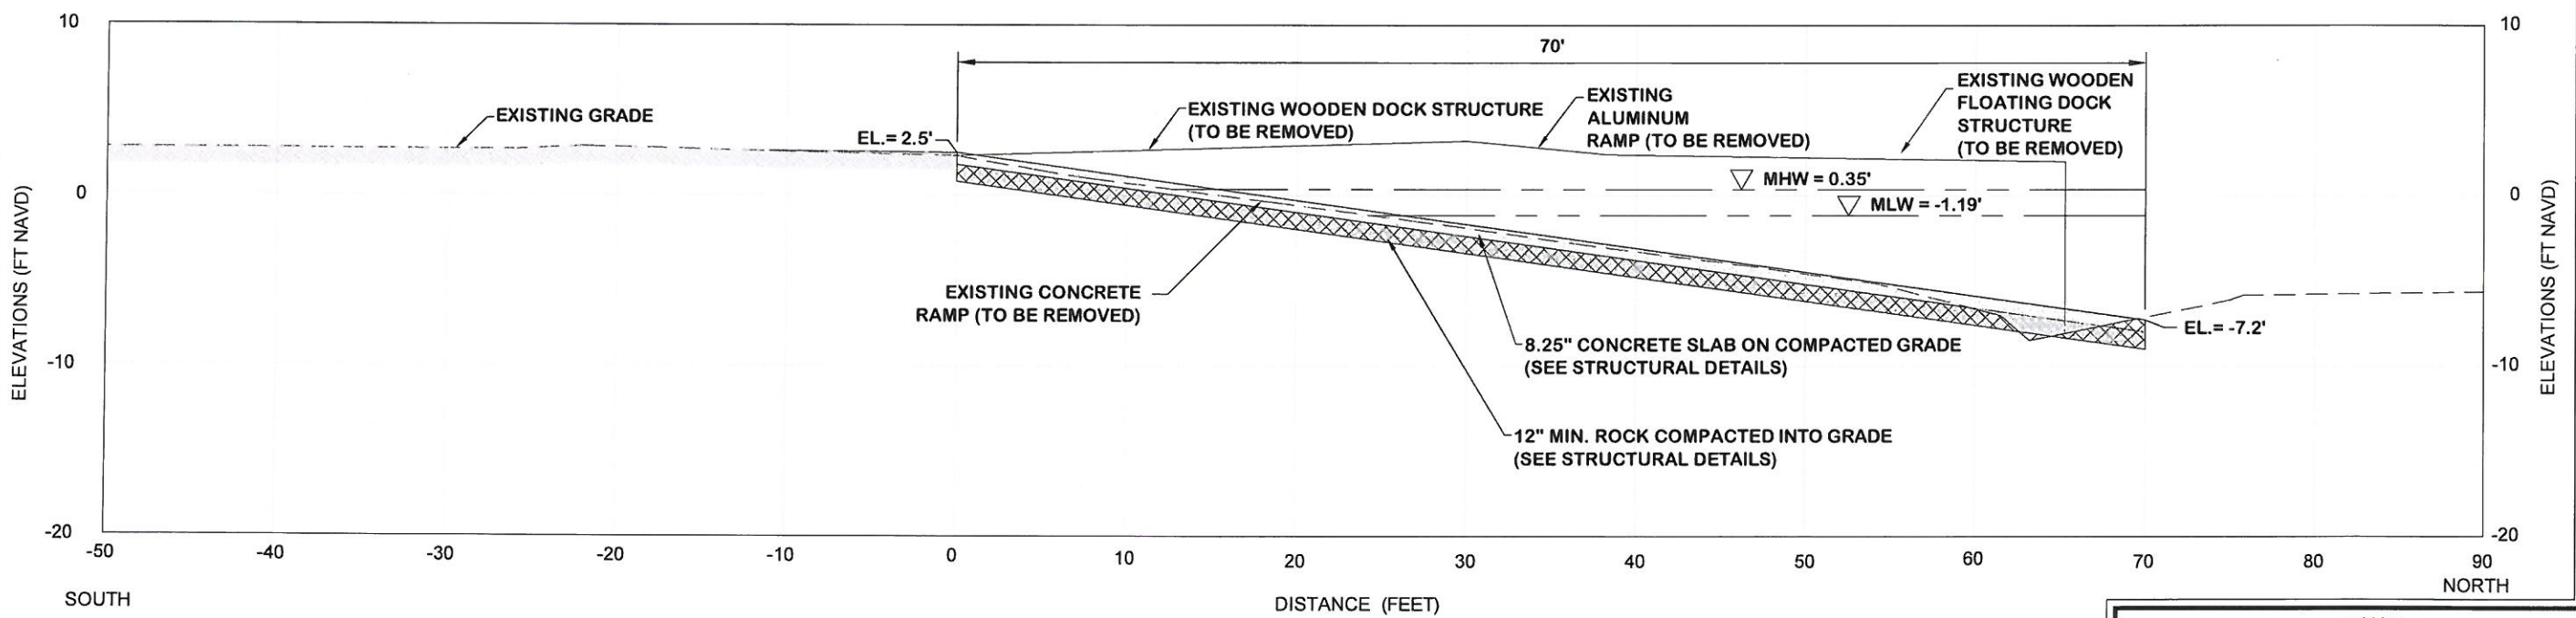 10
10
70'
EXISTING WOODEN
FLOATING DOCK
STRUCTURE
(TO BE REMOVED)
EXISTING
ALUMINUM
RAMP (TO BE REMOVED)
EXISTING WOODEN DOCK STRUCTURE
(TO BE REMOVED)
EXISTING GRADE
EL.= 2.5'
MHW = 0.35'
MLW = -1.19'
0
0
ELEVATIONS (FT NAVD)
ELEVATIONS (FT NAVD)
EXISTING CONCRETE
RAMP (TO BE REMOVED)
EL.= -7.2'
8.25" CONCRETE SLAB ON COMPACTED GRADE
(SEE STRUCTURAL DETAILS)
-10
-10
12" MIN. ROCK COMPACTED INTO GRADE
(SEE STRUCTURAL DETAILS)
-20
-20
-50 -40 -30 -20 -10 0 10 20 30 40 50 60 70 80 90
SOUTH
DISTANCE (FEET)
NORTH